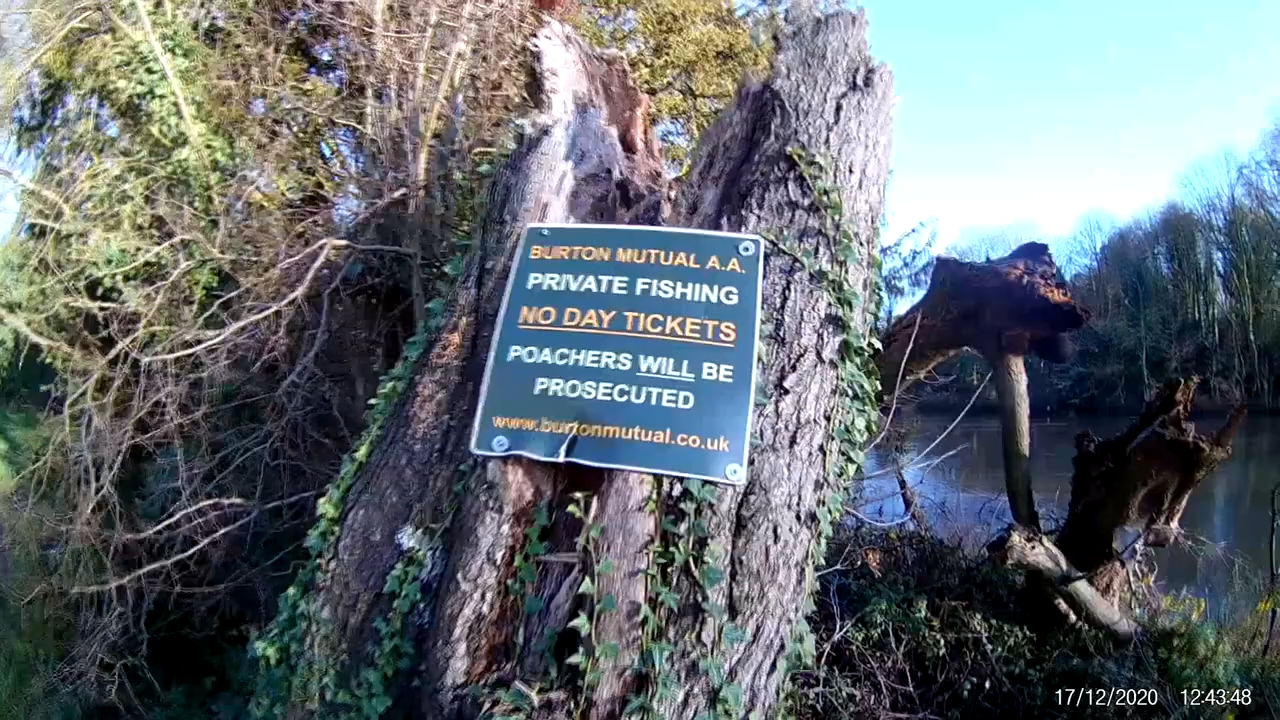 BURTON MUTUAL A.A.
PRIVATE FISHING
NO DAY TICKETS
POACHERS WILL BE
PROSECUTED
www.burtonmutual.co.uk
17/12/2020 12:43:48